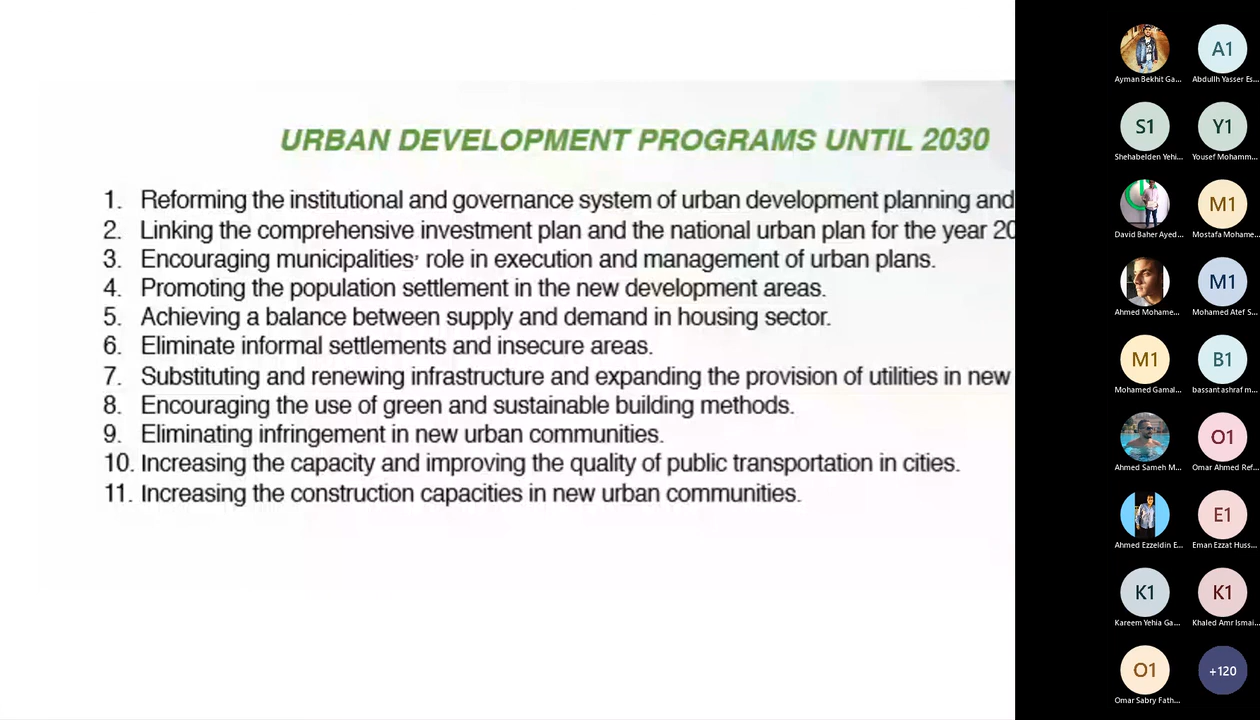 URBAN DEVELOPMENT PROGRAMS UNTIL 2030
1. Reforming the institutional and governance system of urban development planning and
2. Linking the comprehensive investment plan and the national urban plan for the year 20
3. Encouraging municipalities' role in execution and management of urban plans.
4. Promoting the population settlement in the new development areas.
5. Achieving a balance between supply and demand in housing sector.
6. Eliminate informal settlements and insecure areas.
7. Substituting and renewing infrastructure and expanding the provision of utilities in new
8. Encouraging the use of green and sustainable building methods.
9. Eliminating infringement in new urban communities.
10. Increasing the capacity and improving the quality of public transportation in cities.
11. Increasing the construction capacities in new urban communities.
A1
Ayman Bekhit Ga... Abdullh Yasser Es...
S1 Y1
Shehabelden Yehi... Yousef Mohamm...
M1
David Baher Ayed... Mostafa Mohame...
M1
Ahmed Mohame... Mohamed Atef S...
M1 B1
Mohamed Gamal... bassant ashraf m...
O1
Ahmed Sameh M... Omar Ahmed Ref...
E1
Ahmed Ezzeldin E... Eman Ezzat Huss...
K1 K1
Kareem Yehia Ga... Khaled Amr Ismai...
O1 +120
Omar Sabry Fath...